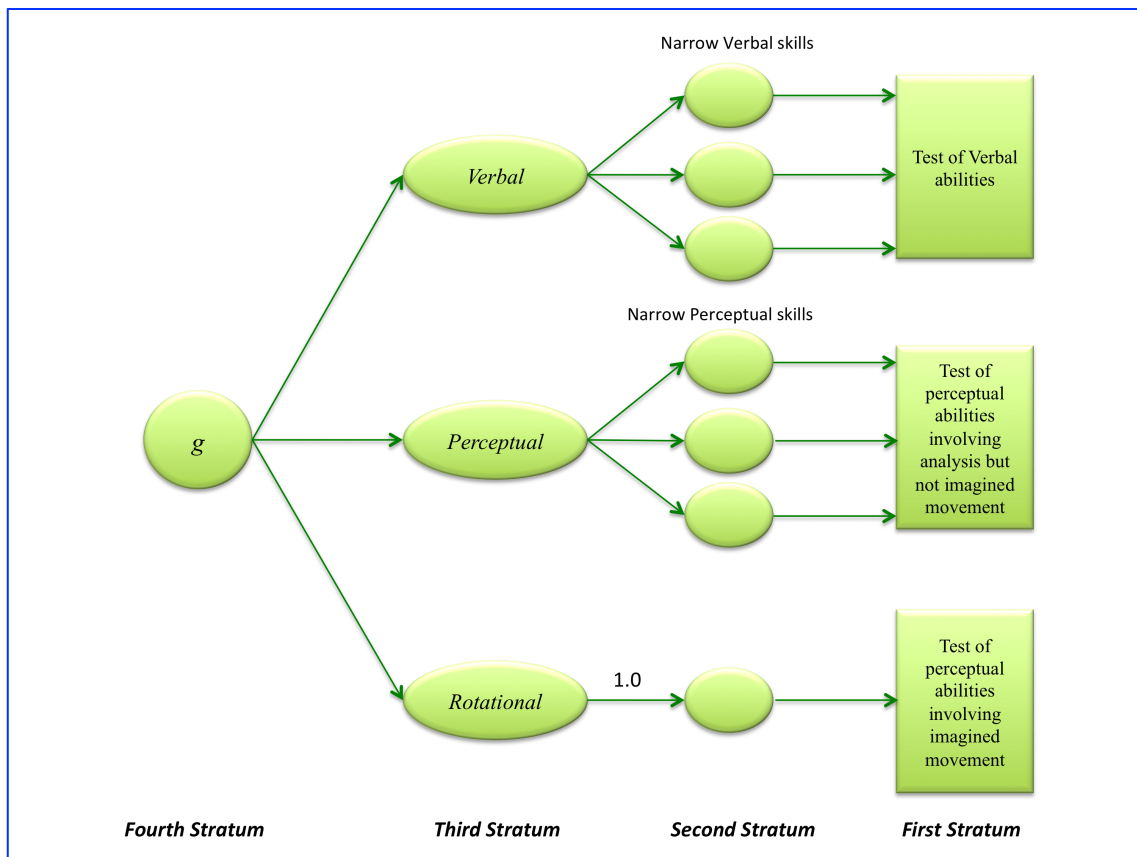 Narrow Verbal skills
Verbal
Test of Verbal
abilities
Narrow Perceptual skills
g
Perceptual
Test of
perceptual
abilities
involving
analysis but
not imagined
movement
Rotational
1.0
Test of
perceptual
abilities
involving
imagined
movement
Fourth Stratum
Third Stratum
Second Stratum
First Stratum